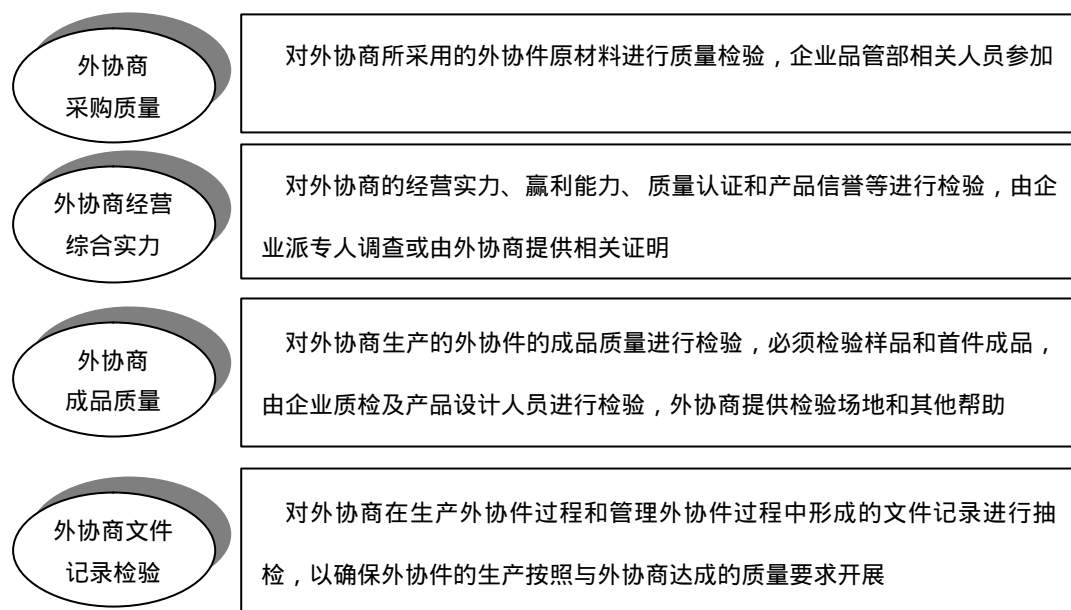 外协商
采购质量
对外协商所采用的外协件原材料进行质量检验，企业品管部相关人员参加
外协商经营
综合实力
对外协商的经营实力、赢利能力、质量认证和产品信誉等进行检验，由企
业派专人调查或由外协商提供相关证明
外协商
成品质量
对外协商生产的外协件的成品质量进行检验，必须检验样品和首件成品，
由企业质检及产品设计人员进行检验，外协商提供检验场地和其他帮助
外协商文件
记录检验
对外协商在生产外协件过程和管理外协件过程中形成的文件记录进行抽
检，以确保外协件的生产按照与外协商达成的质量要求开展